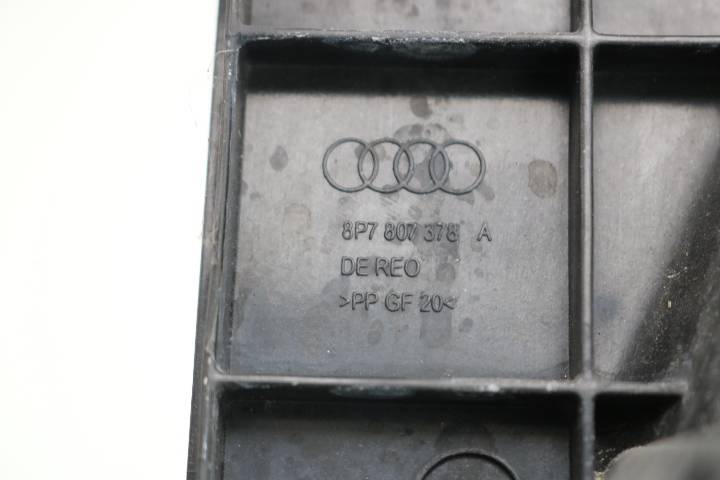 8P7 807 378 A
DE REO
>PP GF 20<